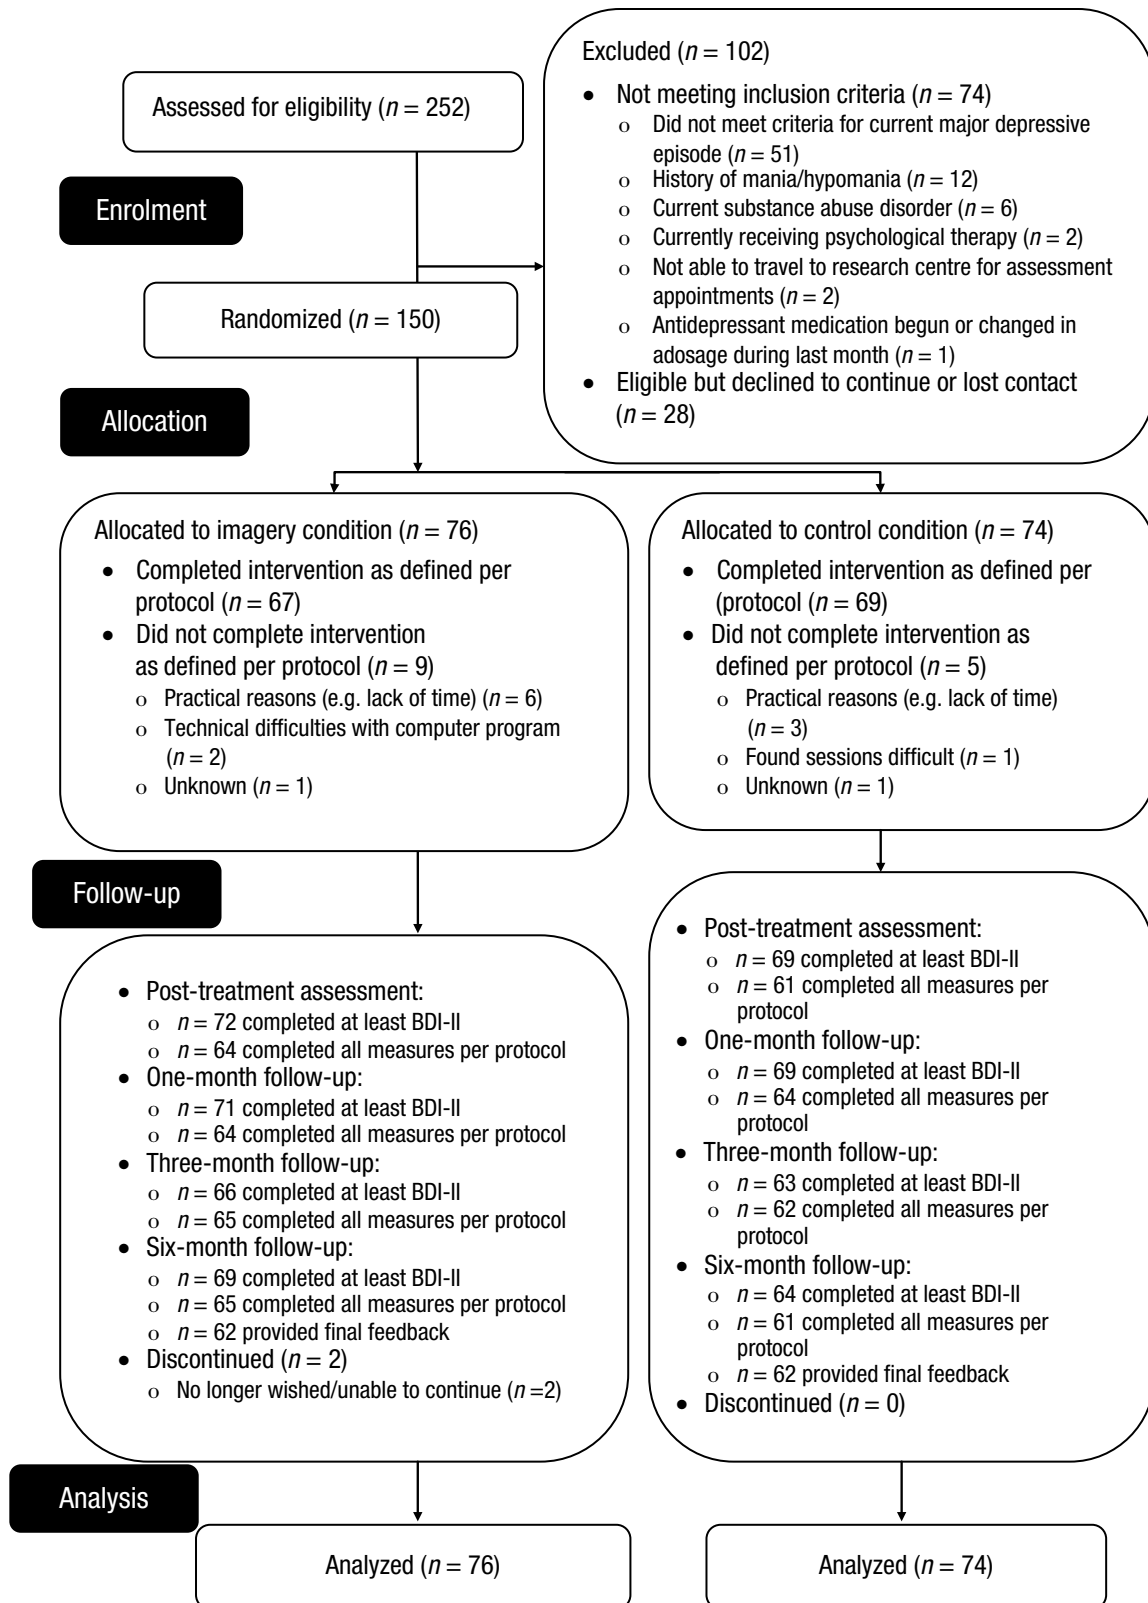 Assessed for eligibility (n = 252)
Excluded (n = 102)
• Not meeting inclusion criteria (n = 74)
o Did not meet criteria for current major depressive
episode (n = 51)
o History of mania/hypomania (n = 12)
o Current substance abuse disorder (n = 6)
o Currently receiving psychological therapy (n = 2)
o Not able to travel to research centre for assessment
appointments (n = 2)
o Antidepressant medication begun or changed in
adosage during last month (n = 1)
• Eligible but declined to continue or lost contact
(n = 28)
Enrolment
Randomized (n = 150)
Allocation
Allocated to imagery condition (n = 76)
• Completed intervention as defined per
protocol (n = 67)
• Did not complete intervention
as defined per protocol (n = 9)
o Practical reasons (e.g. lack of time) (n = 6)
o Technical difficulties with computer program
(n = 2)
o Unknown (n = 1)
Allocated to control condition (n = 74)
• Completed intervention as defined per
(protocol (n = 69)
• Did not complete intervention as
defined per protocol (n = 5)
o Practical reasons (e.g. lack of time)
(n = 3)
o Found sessions difficult (n = 1)
o Unknown (n = 1)
Follow-up
• Post-treatment assessment:
o n = 72 completed at least BDI-II
o n = 64 completed all measures per protocol
• One-month follow-up:
o n = 71 completed at least BDI-II
o n = 64 completed all measures per protocol
• Three-month follow-up:
o n = 66 completed at least BDI-II
o n = 65 completed all measures per protocol
• Six-month follow-up:
o n = 69 completed at least BDI-II
o n = 65 completed all measures per protocol
o n = 62 provided final feedback
• Discontinued (n = 2)
o No longer wished/unable to continue (n =2)
• Post-treatment assessment:
o n = 69 completed at least BDI-II
o n = 61 completed all measures per
protocol
• One-month follow-up:
o n = 69 completed at least BDI-II
o n = 64 completed all measures per
protocol
• Three-month follow-up:
o n = 63 completed at least BDI-II
o n = 62 completed all measures per
protocol
• Six-month follow-up:
o n = 64 completed at least BDI-II
o n = 61 completed all measures per
protocol
o n = 62 provided final feedback
• Discontinued (n = 0)
Analysis
Analyzed (n = 76)
Analyzed (n = 74)